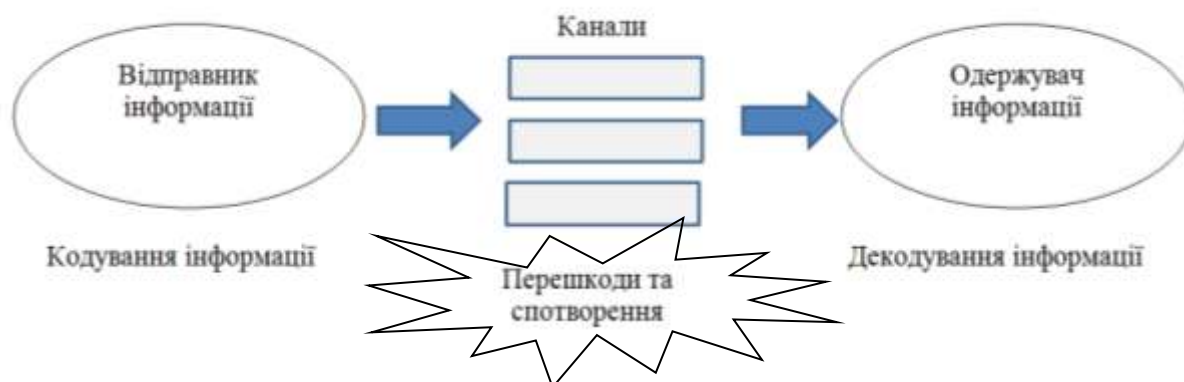 Канали
Відправник
інформації
Одержувач
інформації
Кодування інформації
Декодування інформації
Перешкоди та
спотворення